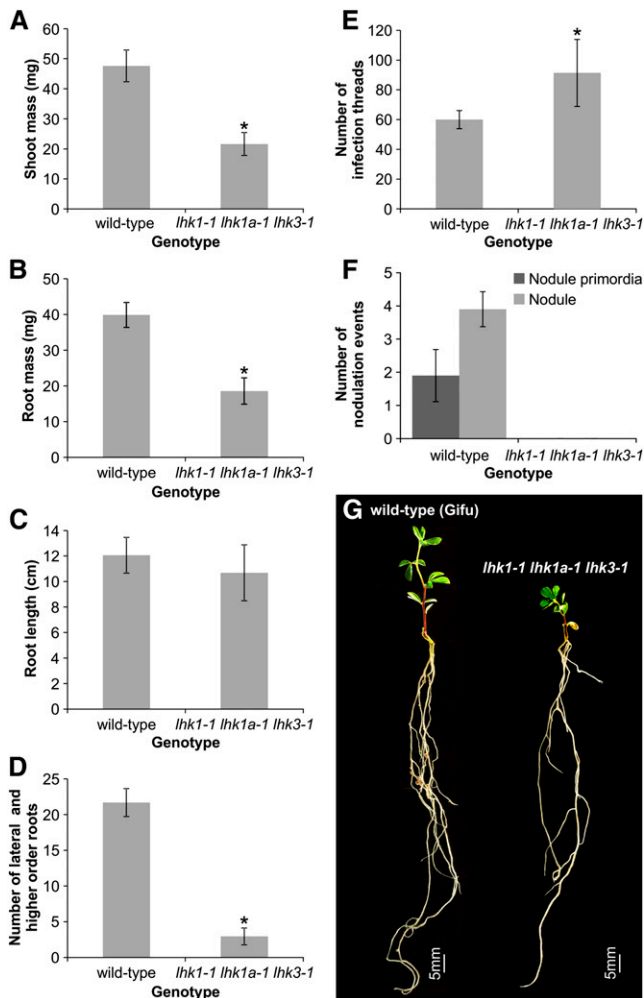 A
Shoot mass (mg)
60
50
40
30
20
10
0
*
wild-type lhk1-1 lhk1a-1 lhk3-1
Genotype
B
Root mass (mg)
50
40
30
20
10
0
*
wild-type lhk1-1 lhk1a-1 lhk3-1
Genotype
C
Root length (cm)
14
12
10
8
6
4
2
0
wild-type lhk1-1 lhk1a-1 lhk3-1
Genotype
D
Number of lateral and
higher order roots
25
20
15
10
5
0
*
wild-type lhk1-1 lhk1a-1 lhk3-1
Genotype
E
Number of
infection threads
120
100
80
60
40
20
0
*
wild-type lhk1-1 lhk1a-1 lhk3-1
Genotype
F
Number of
nodulation events
5
4
3
2
1
0
Nodule primordia
Nodule
wild-type lhk1-1 lhk1a-1 lhk3-1
Genotype
G wild-type (Gifu)
lhk1-1 lhk1a-1 lhk3-1
5mm
5mm